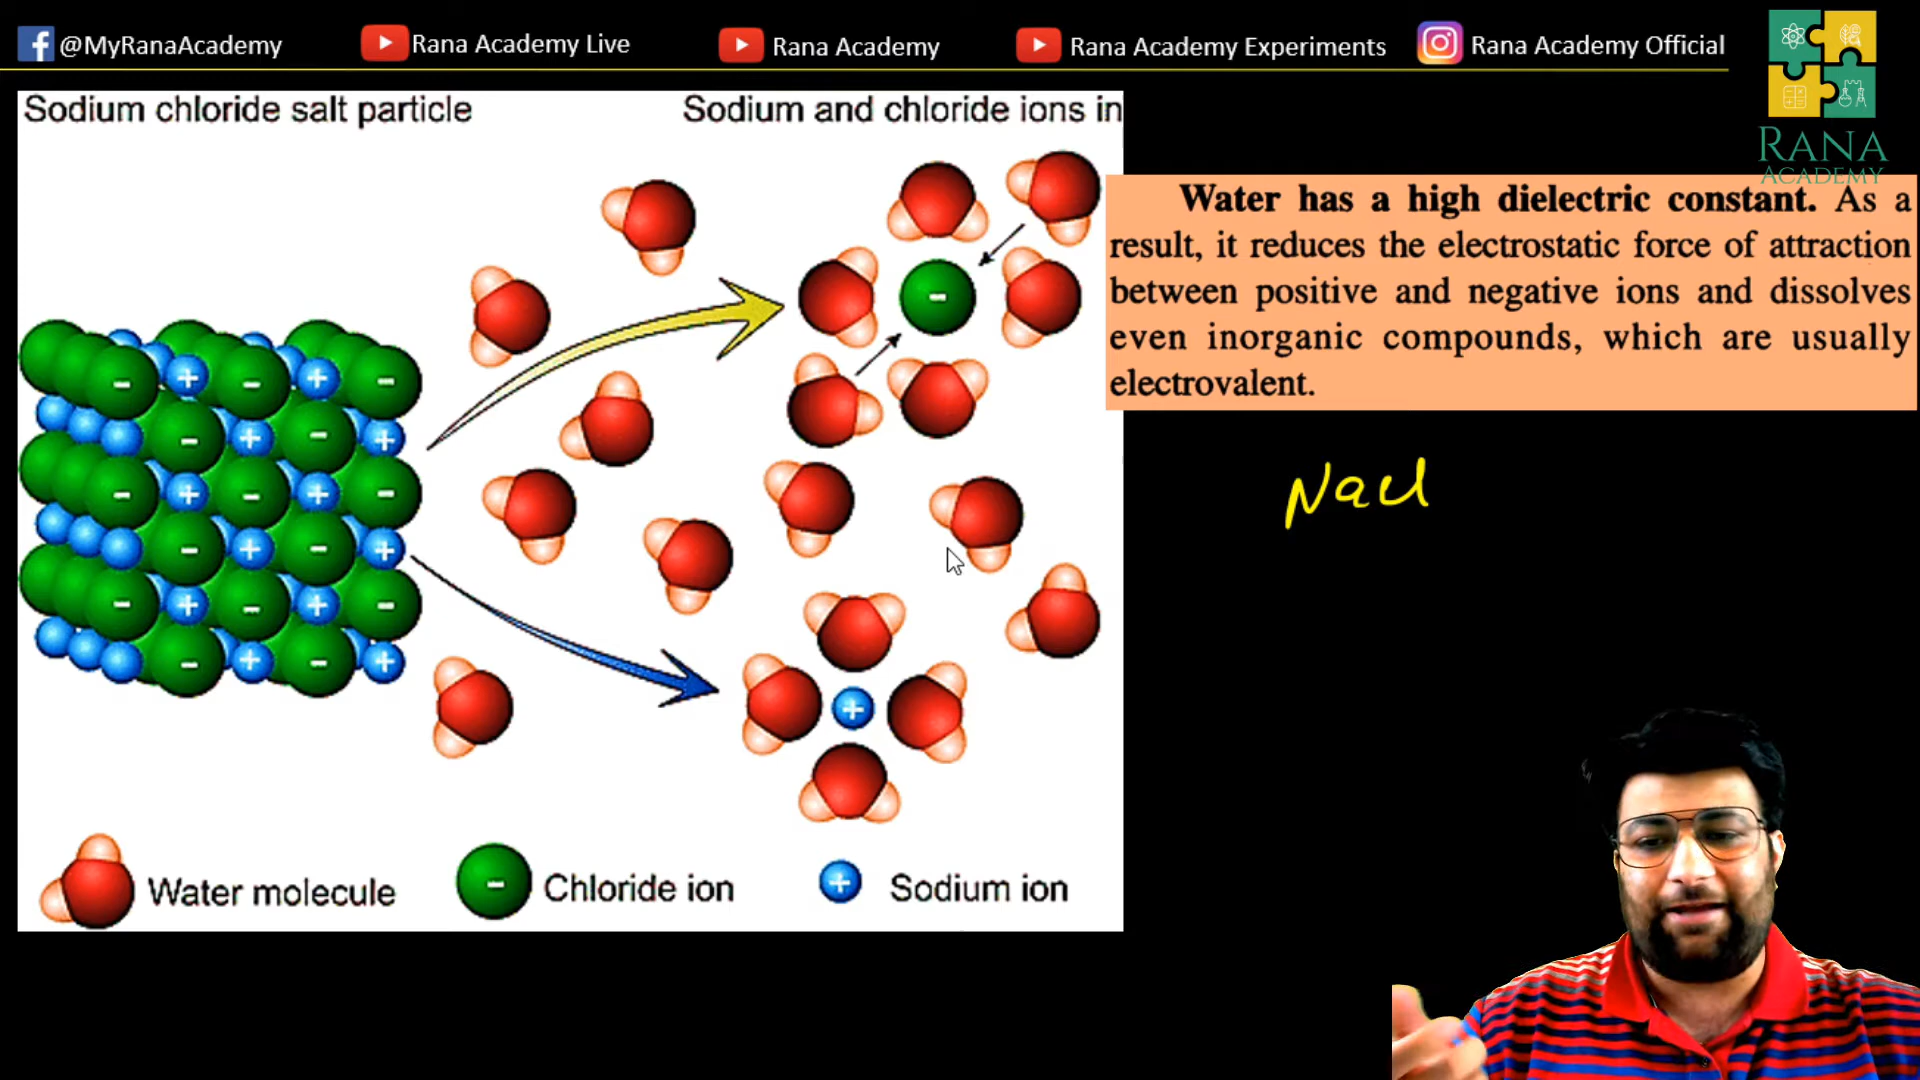 @MyRanaAcademy
Rana Academy Live
Rana Academy
Rana Academy Experiments
Rana Academy Official
RANA
ACADEMY
Sodium chloride salt particle
Sodium and chloride ions in
Water has a high dielectric constant. As a
result, it reduces the electrostatic force of attraction
between positive and negative ions and dissolves
even inorganic compounds, which are usually
electrovalent.
NaCl
Water molecule
Chloride ion
Sodium ion